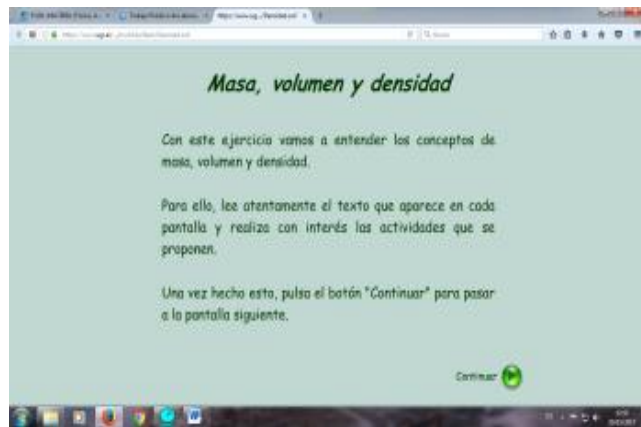 Masa, volumen y densidad
Con este ejercicio vamos a entender los conceptos de
masa, volumen y densidad.
Para ello, lee atentamente el texto que aparece en cada
pantalla y realiza con interés las actividades que se
proponen.
Una vez hecho esto, pulsa el botón "Continuar" para pasar
a la pantalla siguiente.
Continuar